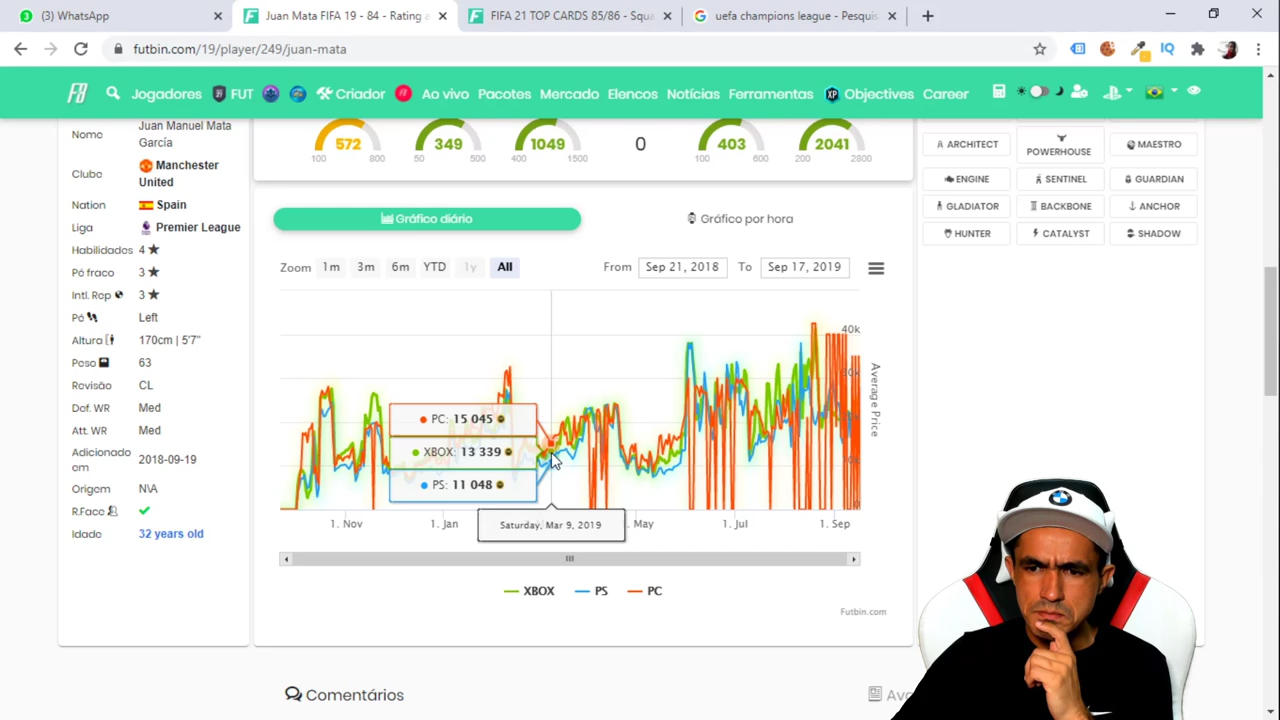 (3) WhatsApp
Juan Mata FIFA 19 - 84 - Rating a
FIFA 21 TOP CARDS 85/86 - Squa
uefa champions league - Pesquis
futbin.com/19/player/249/juan-mata
IQ
Jogadores
FUT
Criador
Ao vivo
Pacotes
Mercado
Elencos
Notícias
Ferramentas
XP
Objectives
Career
Nome
Juan Manuel Mata
García
Clube
Manchester
United
Nation
Spain
Liga
Premier League
Habilidades
4
Pé fraco
3
Intl. Rep
3
Pé
Left
Altura
170cm | 5'7"
Peso
63
Revisão
CL
Def. WR
Med
Att. WR
Med
Adicionado
em
2018-09-19
Origem
N\A
R.Face
Idade
32 years old
572
100
800
349
50
500
1049
400
1500
0
403
100
600
2041
200
2800
Gráfico diário
Gráfico por hora
Zoom
1m
3m
6m
YTD
1y
All
From
Sep 21, 2018
To
Sep 17, 2019
40k
Average Price
PC: 15 045
XBOX: 13 339
PS: 11 048
Saturday, Mar 9, 2019
1. Nov
1. Jan
May
1. Jul
1. Sep
XBOX
PS
PC
Futbin.com
Comentários
ARCHITECT
POWERHOUSE
MAESTRO
ENGINE
SENTINEL
GUARDIAN
GLADIATOR
BACKBONE
ANCHOR
HUNTER
CATALYST
SHADOW